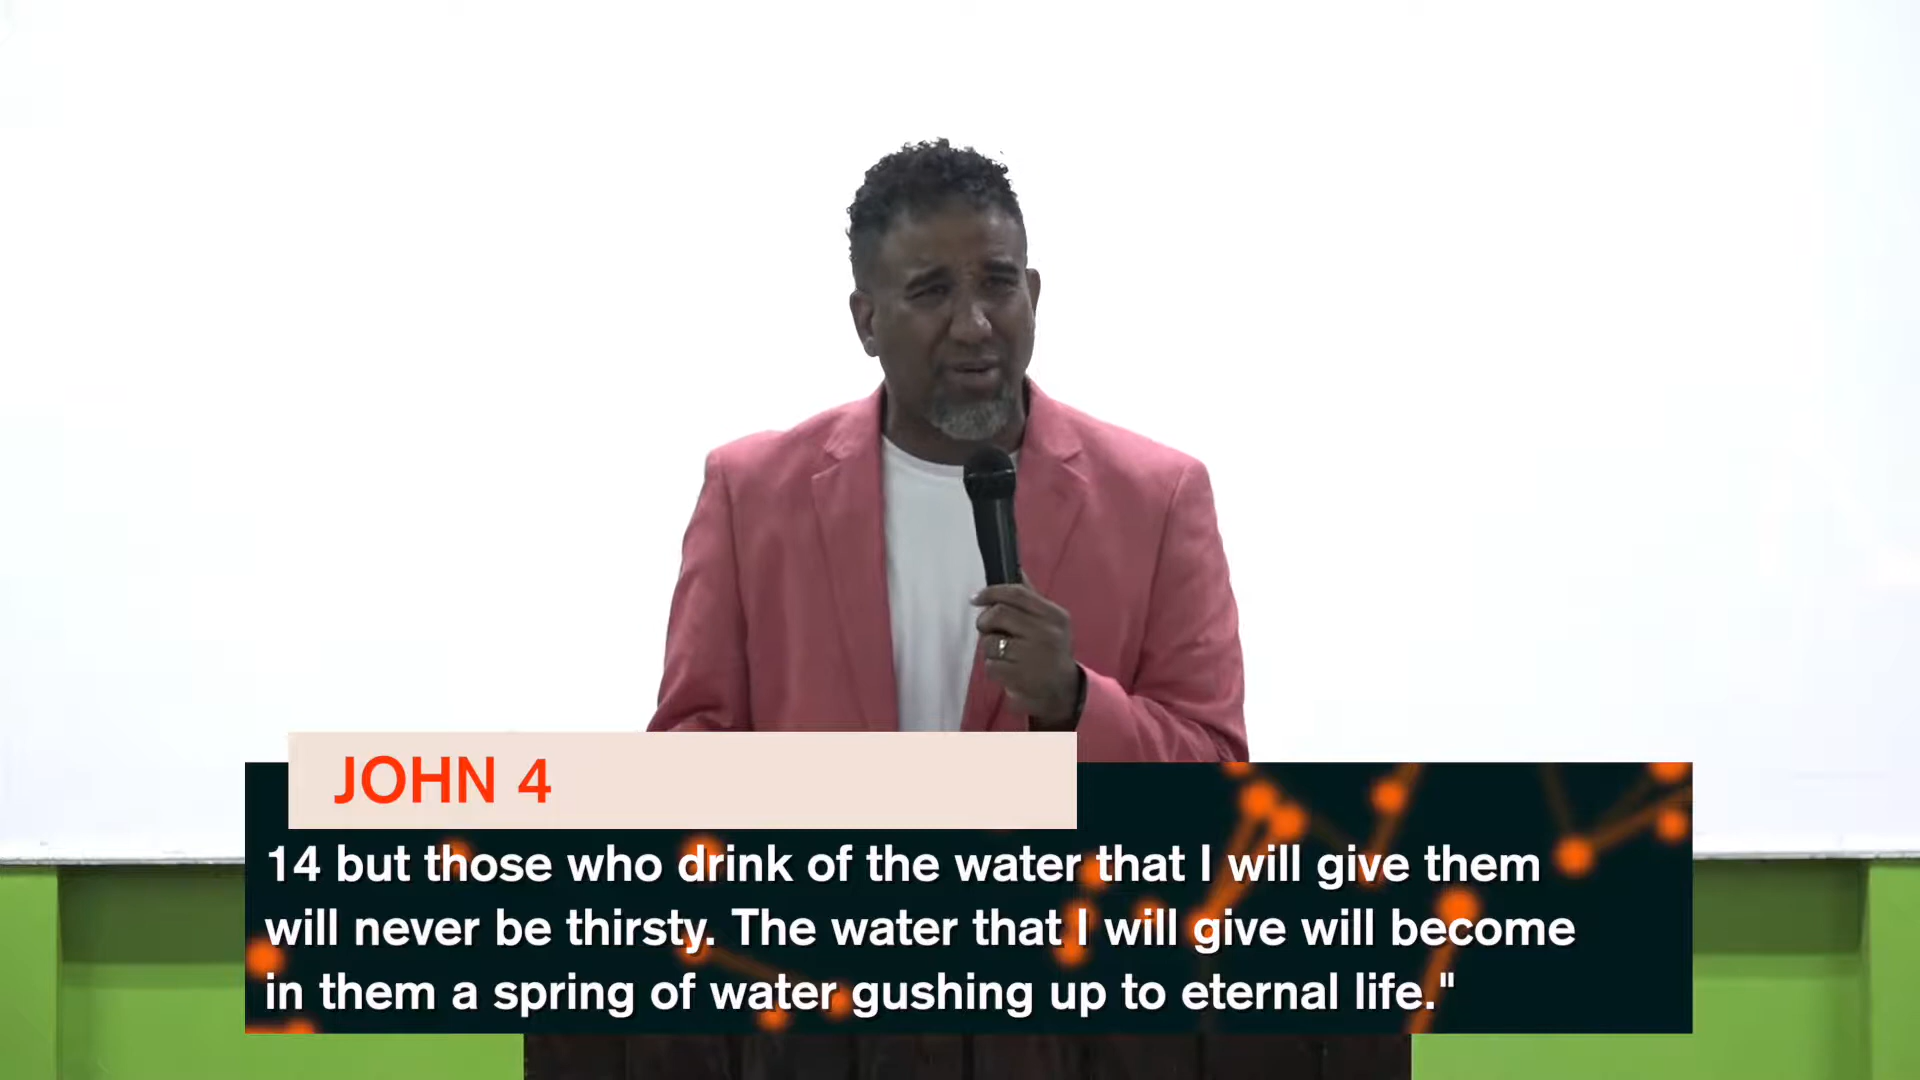 JOHN 4
14 but those who drink of the water that I will give them
will never be thirsty. The water that I will give will become
in them a spring of water gushing up to eternal life."